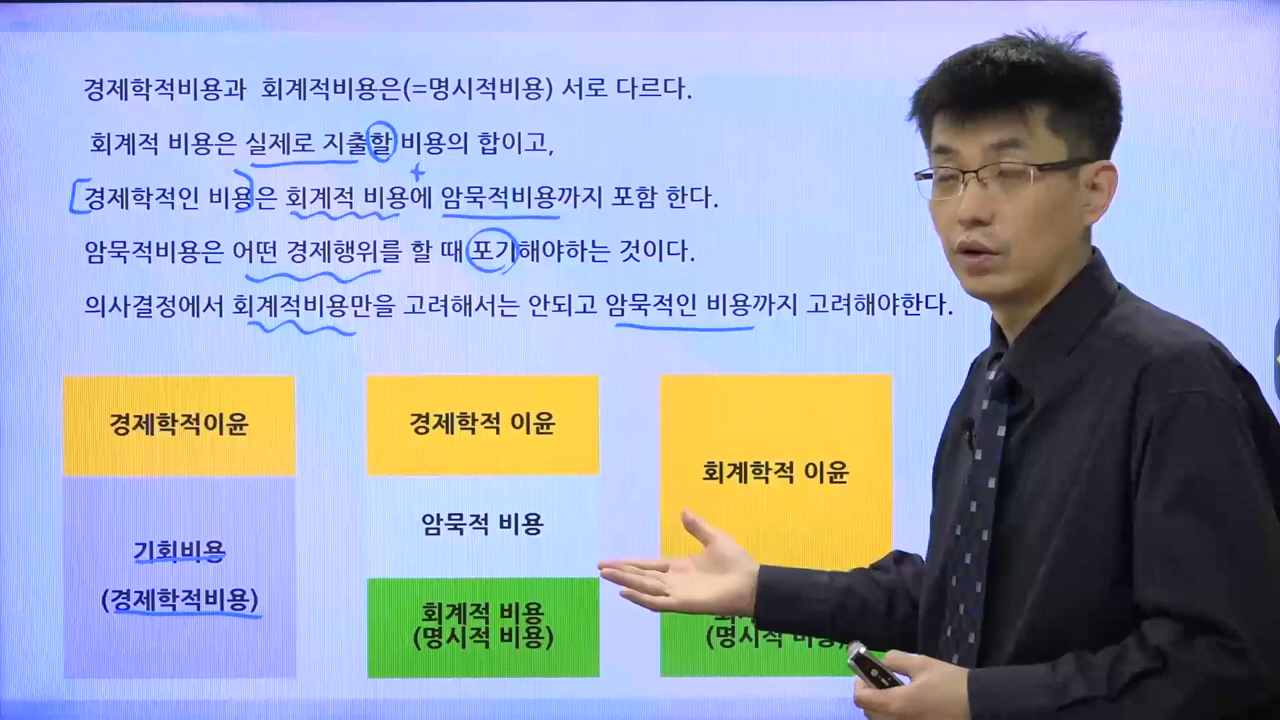 경제학적비용과 회계적비용은(=명시적비용) 서로 다르다.
회계적 비용은 실제로 지출할 비용의 합이고,
+
[경제학적인 비용]은 회계적 비용에 암묵적비용까지 포함 한다.
암묵적비용은 어떤 경제행위를 할 때 포기해야하는 것이다.
의사결정에서 회계적비용만을 고려해서는 안되고 암묵적인 비용까지 고려해야한다.
경제학적이윤
기회비용
(경제학적비용)
경제학적 이윤
암묵적 비용
회계적 비용
(명시적 비용)
회계학적 이윤
(명시적 비용)